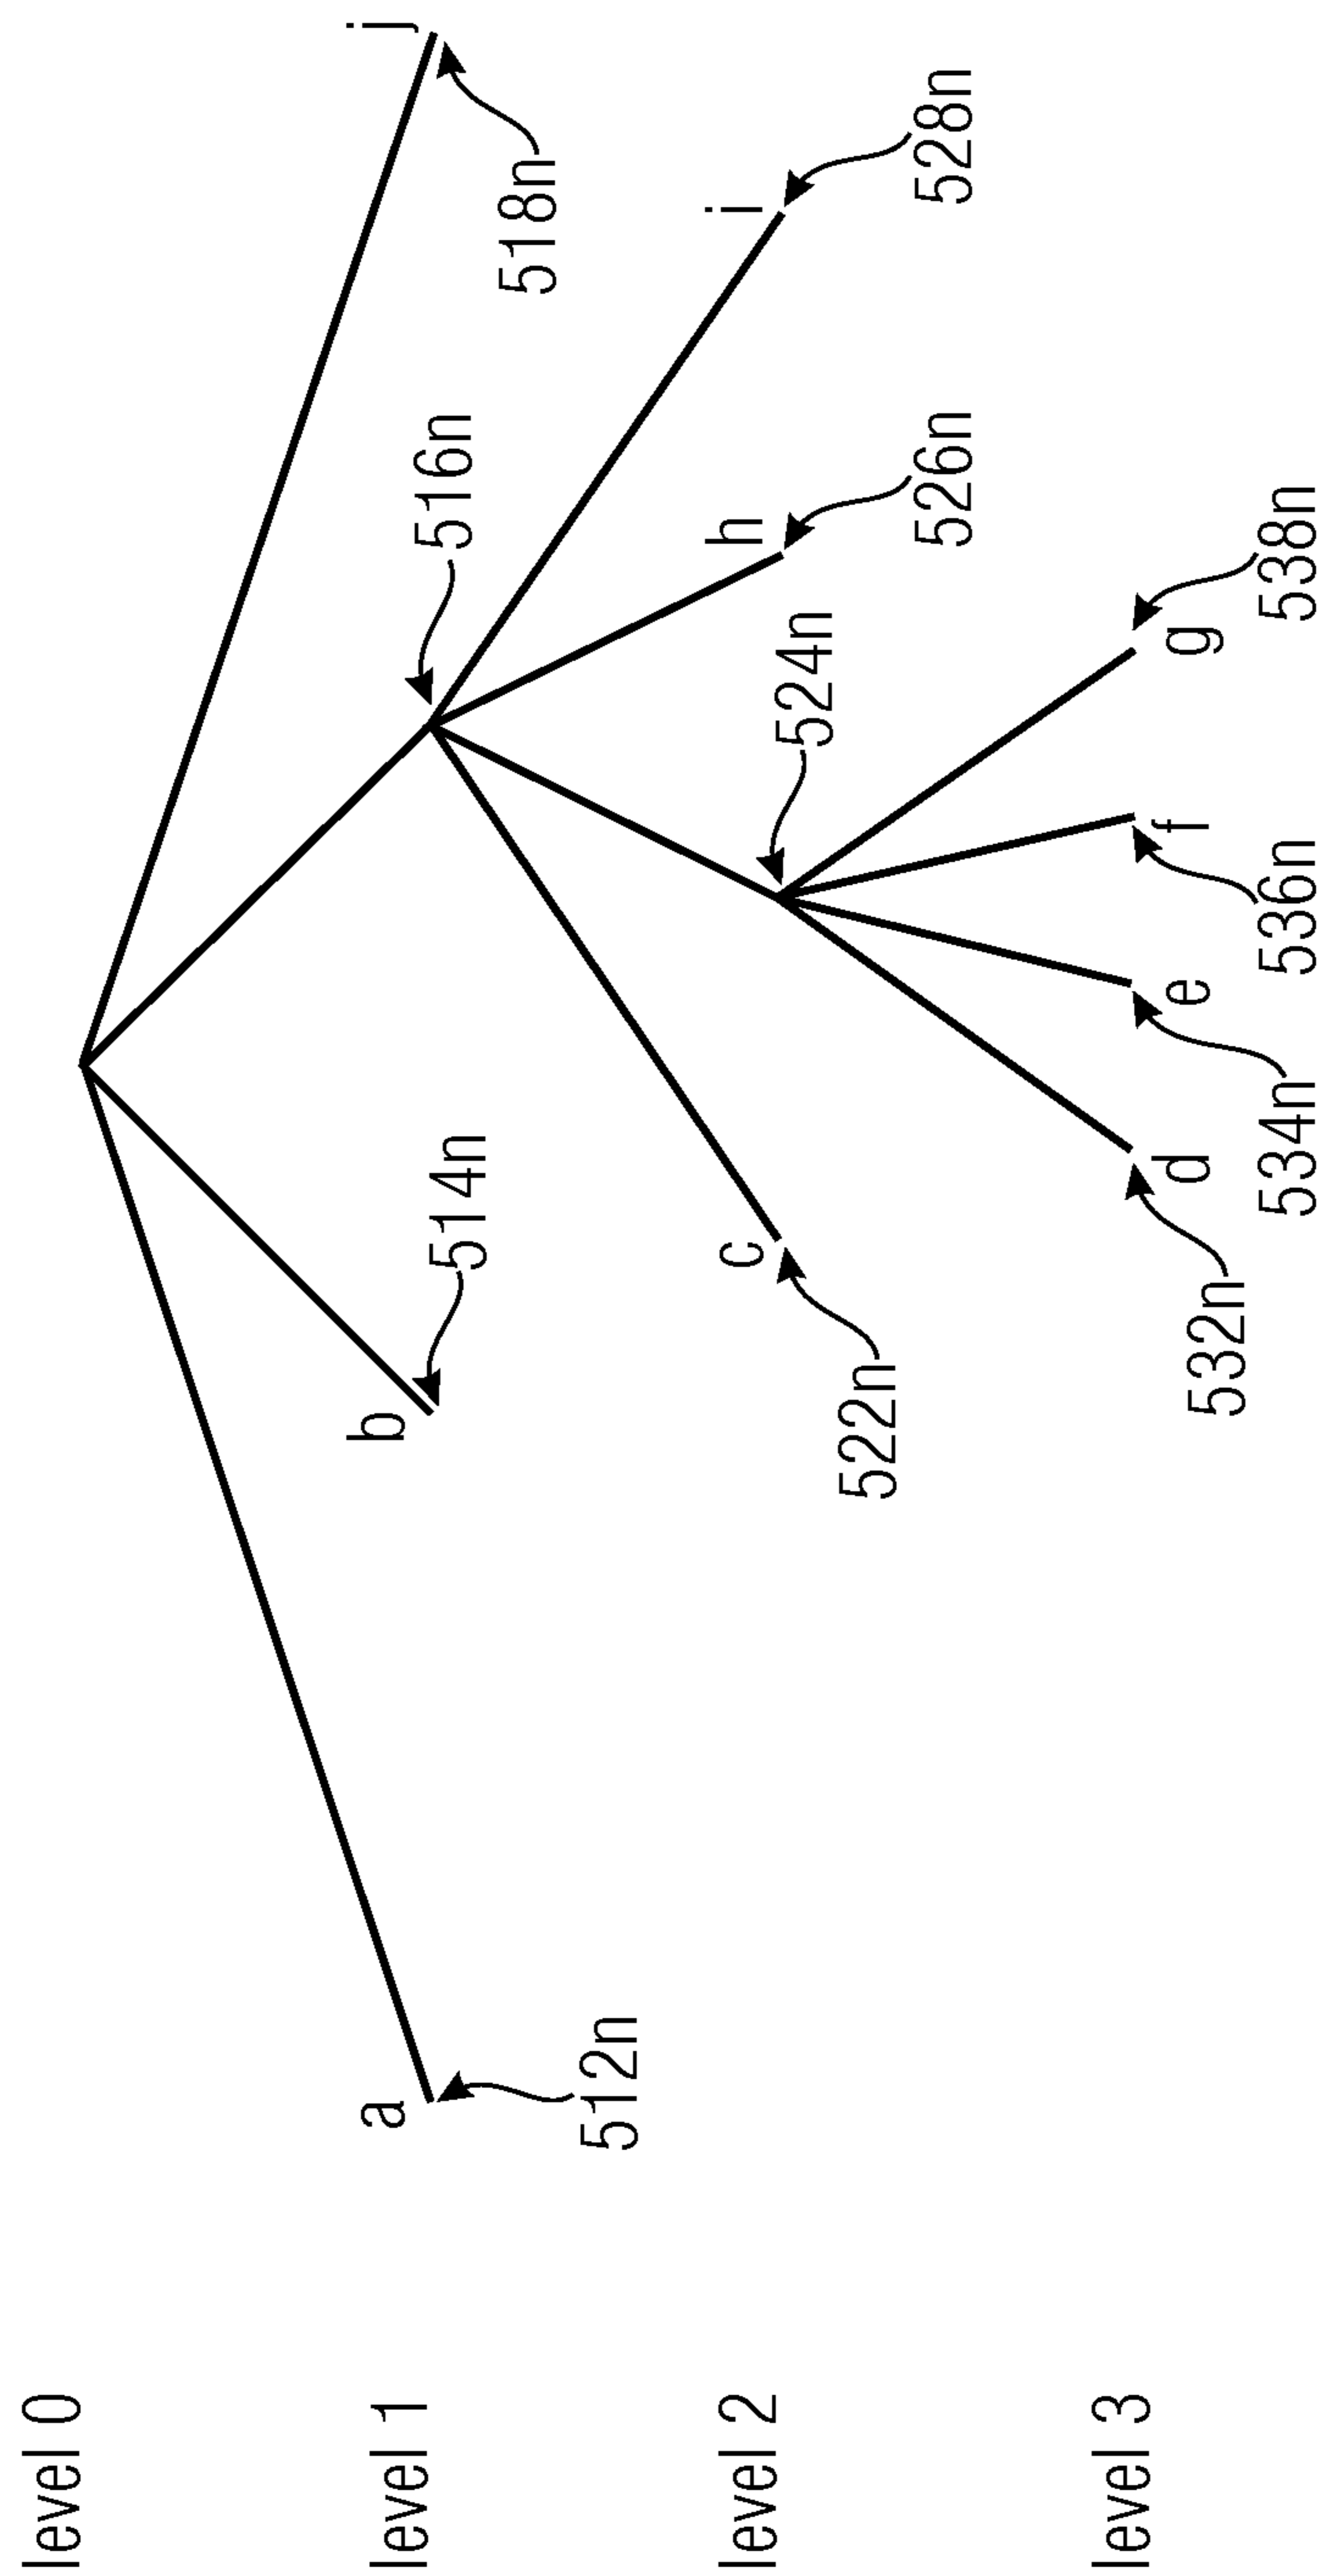 level 0
level 1
a
b
j
512n
514n
516n
518n
level 2
c
h
i
522n
524n
526n
528n
level 3
d
e
f
g
532n
534n
536n
538n